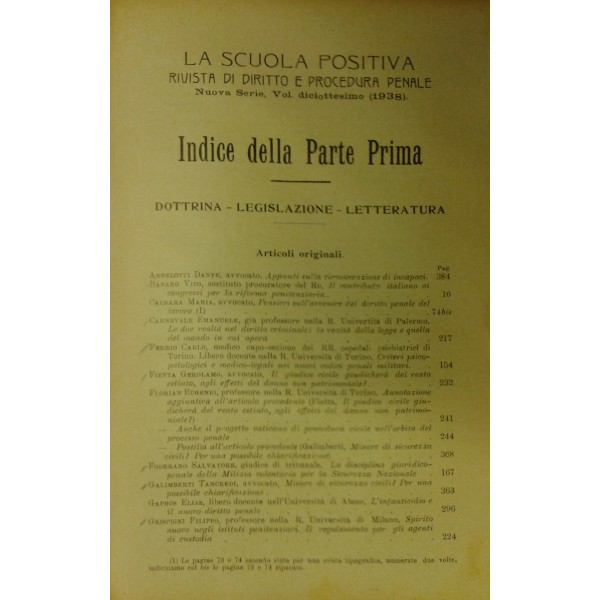 LA SCUOLA POSITIVA
RIVISTA DI DIRITTO E PROCEDURA PENALE
Nuova Serie, Vol. diciottesimo (1938).
Indice della Parte Prima
DOTTRINA - LEGISLAZIONE - LETTERATURA
Articoli originali.
Pag
ANGELOTTI DANTE, avvocato, Appunti sulla circonvenzione di incapaci. 384
VITO, sostituto procuratore del Re, Il contributo italiano ai
congressi per la riforma penitenziaria. 16
CALDARA MARIA, avvocato, Pensieri sull'avvenire del diritto penale del
lavoro (I) 74bis
CARNEVALE EMANUELE, già professore nella R. Univertità di Palermo,
Le due realtà nel diritto criminale: la realtà della legge e quella
del mondo in cui opera 217
FERRIO CARLO, medico capo-sezione dei RR. ospedali psichiatrici di
Torino. Libero docente nella R. Università di Torino, Criteri psico-
patologici e medico-legali nei nuovi codici penali militari. 154
FIETTA GEROLAMO, avvocato, Il giudice civile giudicherà del reato
estinto, agli effetti del danno non patrimoniale?. 232
FLORIAN EUGENIO, professore nella R. Università di Torino, Annotazione
aggiuntiva all'articolo precedente (Fietta, Il giudice civile giu-
dicherà del reato estinto, agli effetti del danno non patrimo-
niale?) 241
— Anche il progetto vaticano di procedura civile nell'orbita del
processo penale 244
— Postilla all'articolo precedente (Galimberti, Misure di sicurezza
civili? Per una possibile chiarificazione. 368
SALVATORE, giudice di tribunale, La disciplina giuridico-
penale della Milizia volontaria per la Sicurezza Nazionale 167
GALIMBERTI TANCREDI, avvocato, Misure di sicurezza civili? Per una
possibile chiarificazione 363
GAPHOS ELIA, libero docente nell'Università di Atene, L'infanticidio e
il nuovo diritto penale 296
GRISPIGNI FILIPPO, professore nella R. Università di Milano, Spirito
nuovo negli istituti penitenziari. Il regolamento per gli agenti
di custodia 224
(1) Le pagine 73 e 74 essendo state per una svista tipografica, numerate due volte,
indichiamo col bis le pagine 73 e 74 ripetute.